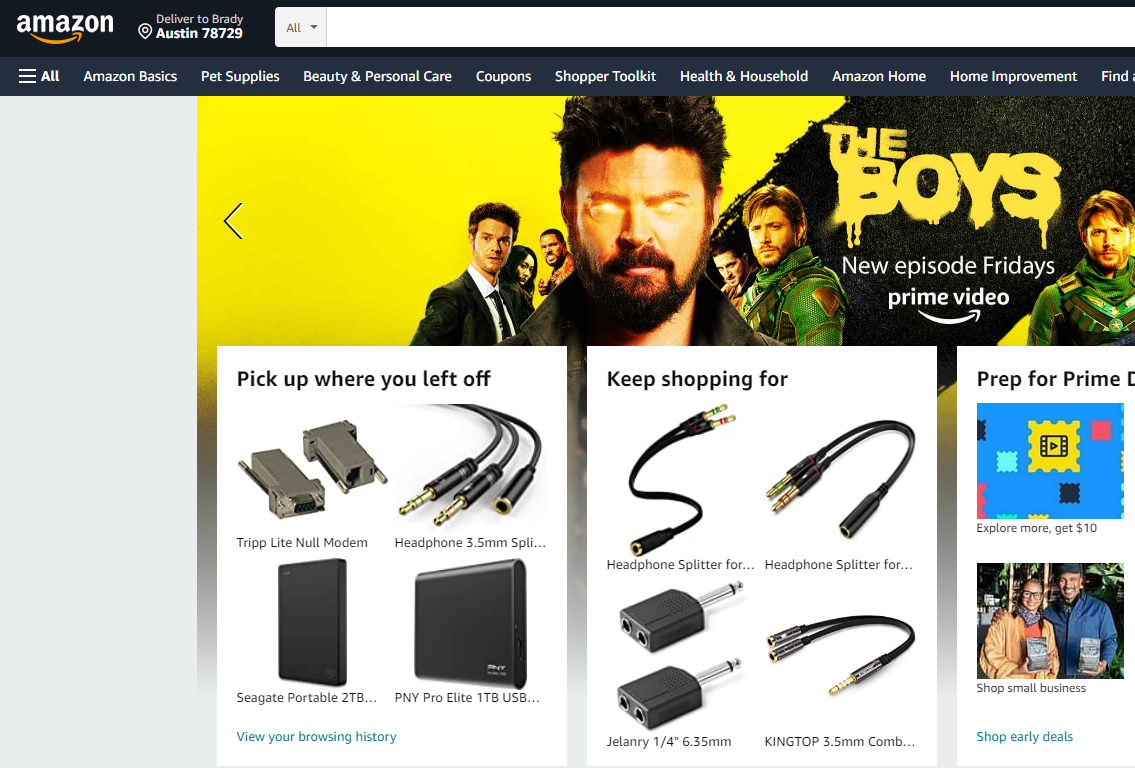 amazon
Deliver to Brady
Austin 78729
All
All
Amazon Basics
Pet Supplies
Beauty & Personal Care
Coupons
Shopper Toolkit
Health & Household
Amazon Home
Home Improvement
Find a
THE
BOYS
New episode Fridays
prime video
Pick up where you left off
Tripp Lite Null Modem
Headphone 3.5mm Spli...
PNY
Seagate Portable 2TB...
PNY Pro Elite 1TB USB...
View your browsing history
Keep shopping for
Headphone Splitter for...
Headphone Splitter for...
Jelanry 1/4" 6.35mm
KINGTOP 3.5mm Comb...
Prep for Prime D
Explore more, get $10
Shop small business
Shop early deals